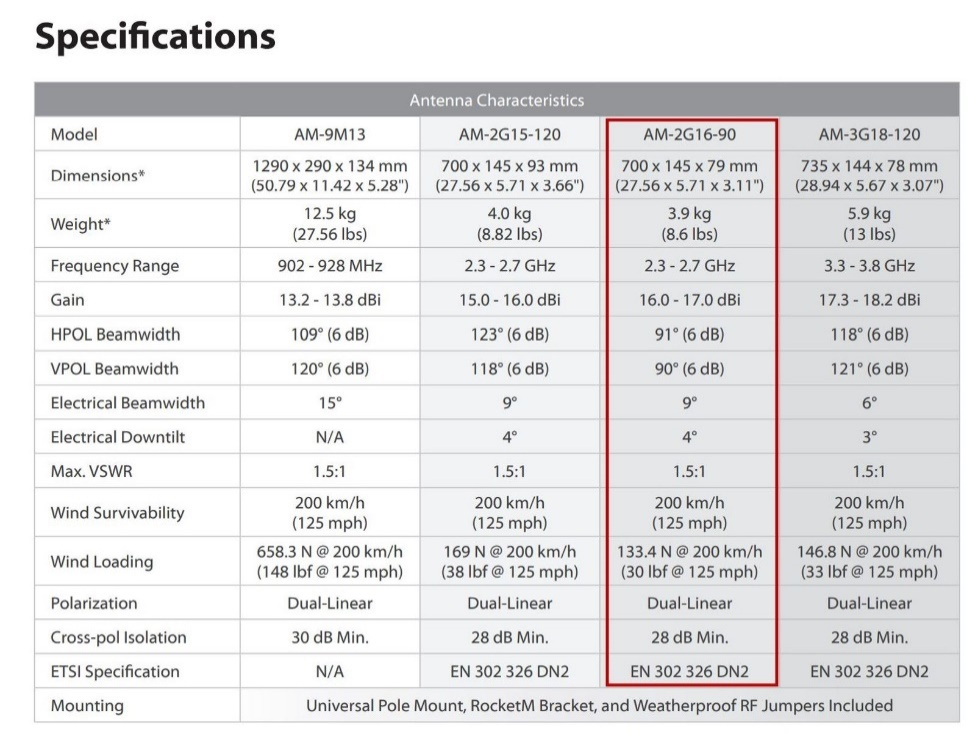 Specifications
Antenna Characteristics
Model AM-9M13 AM-2G15-120 AM-2G16-90 AM-3G18-120
Dimensions* 1290 x 290 x 134 mm (50.79 x 11.42 x 5.28") 700 x 145 x 93 mm (27.56 x 5.71 x 3.66") 700 x 145 x 79 mm (27.56 x 5.71 x 3.11") 735 x 144 x 78 mm (28.94 x 5.67 x 3.07")
Weight* 12.5 kg (27.56 lbs) 4.0 kg (8.82 lbs) 3.9 kg (8.6 lbs) 5.9 kg (13 lbs)
Frequency Range 902 - 928 MHz 2.3 - 2.7 GHz 2.3 - 2.7 GHz 3.3 - 3.8 GHz
Gain 13.2 - 13.8 dBi 15.0 - 16.0 dBi 16.0 - 17.0 dBi 17.3 - 18.2 dBi
HPOL Beamwidth 109° (6 dB) 123° (6 dB) 91° (6 dB) 118° (6 dB)
VPOL Beamwidth 120° (6 dB) 118° (6 dB) 90° (6 dB) 121° (6 dB)
Electrical Beamwidth 15° 9° 9° 6°
Electrical Downtilt N/A 4° 4° 3°
Max. VSWR 1.5:1 1.5:1 1.5:1 1.5:1
Wind Survivability 200 km/h (125 mph) 200 km/h (125 mph) 200 km/h (125 mph) 200 km/h (125 mph)
Wind Loading 658.3 N @ 200 km/h (148 lbf @ 125 mph) 169 N @ 200 km/h (38 lbf @ 125 mph) 133.4 N @ 200 km/h (30 lbf @ 125 mph) 146.8 N @ 200 km/h (33 lbf @ 125 mph)
Polarization Dual-Linear Dual-Linear Dual-Linear Dual-Linear
Cross-pol Isolation 30 dB Min. 28 dB Min. 28 dB Min. 28 dB Min.
ETSI Specification N/A EN 302 326 DN2 EN 302 326 DN2 EN 302 326 DN2
Mounting Universal Pole Mount, RocketM Bracket, and Weatherproof RF Jumpers Included